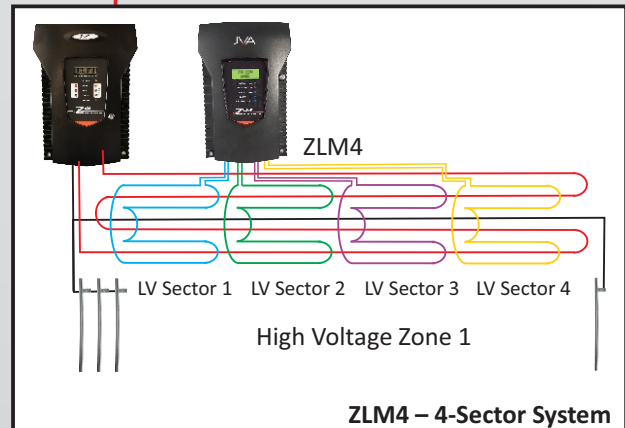 JVA
ZLM4
LV Sector 1 LV Sector 2 LV Sector 3 LV Sector 4
High Voltage Zone 1
ZLM4 – 4-Sector System